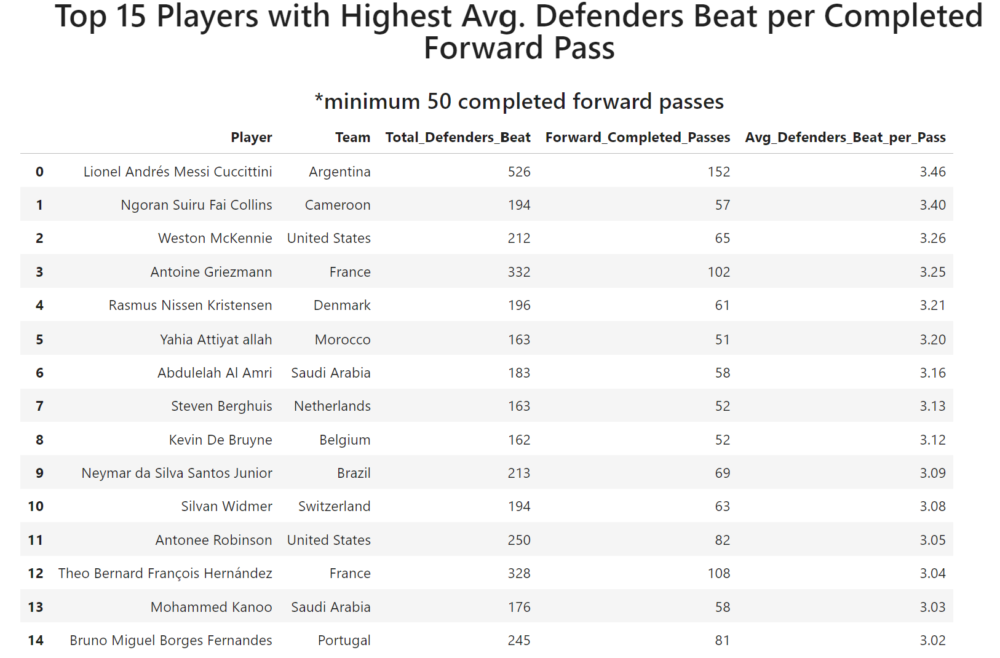 Top 15 Players with Highest Avg. Defenders Beat per Completed
Forward Pass
*minimum 50 completed forward passes
Player Team Total_Defenders_Beat Forward_Completed_Passes Avg_Defenders_Beat_per_Pass
0 Lionel Andrés Messi Cuccittini Argentina 526 152 3.46
1 Ngoran Suiru Fai Collins Cameroon 194 57 3.40
2 Weston McKennie United States 212 65 3.26
3 Antoine Griezmann France 332 102 3.25
4 Rasmus Nissen Kristensen Denmark 196 61 3.21
5 Yahia Attiyat allah Morocco 163 51 3.20
6 Abdulelah Al Amri Saudi Arabia 183 58 3.16
7 Steven Berghuis Netherlands 163 52 3.13
8 Kevin De Bruyne Belgium 162 52 3.12
9 Neymar da Silva Santos Junior Brazil 213 69 3.09
10 Silvan Widmer Switzerland 194 63 3.08
11 Antonee Robinson United States 250 82 3.05
12 Theo Bernard François Hernández France 328 108 3.04
13 Mohammed Kanoo Saudi Arabia 176 58 3.03
14 Bruno Miguel Borges Fernandes Portugal 245 81 3.02